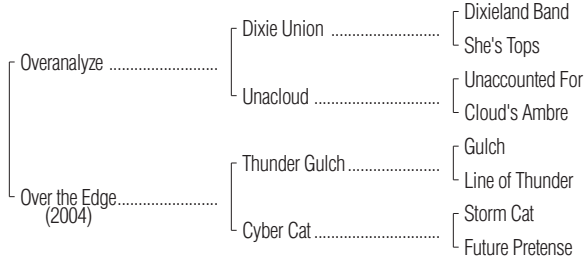 Dixieland Band
Dixie Union ........................
She's Tops
Overanalyze ........................
Unaccounted For
Unacloud ...........................
Cloud's Ambre
Gulch
Thunder Gulch....................
Line of Thunder
Over the Edge......................
(2004)
Storm Cat
Cyber Cat ...........................
Future Pretense